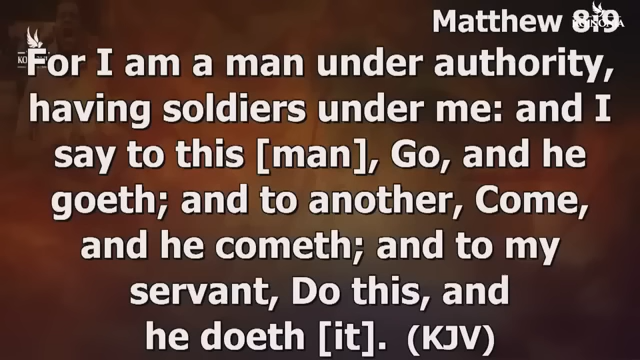 Matthew 8:9
For I am a man under authority,
having soldiers under me: and I
say to this [man], Go, and he
goeth; and to another, Come,
and he cometh; and to my
servant, Do this, and
he doeth [it]. (KJV)